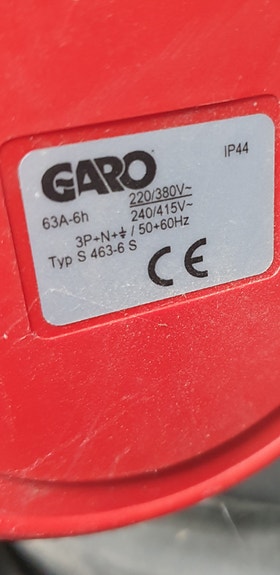 GARO
IP44
63A-6h
220/380V~
240/415V~
3P+N+⏚ / 50+60Hz
Typ S 463-6 S
CE